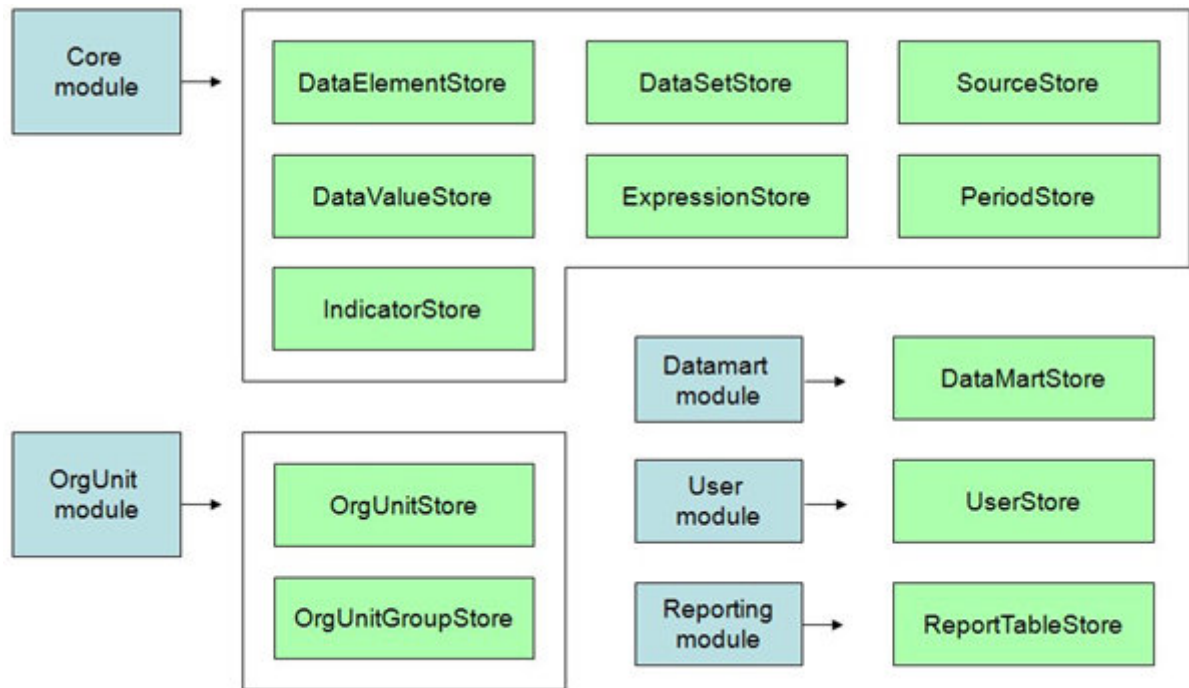 Core
module
DataElementStore
DataSetStore
SourceStore
DataValueStore
ExpressionStore
PeriodStore
IndicatorStore
Datamart
module
DataMartStore
OrgUnit
module
OrgUnitStore
User
module
UserStore
OrgUnitGroupStore
Reporting
module
ReportTableStore